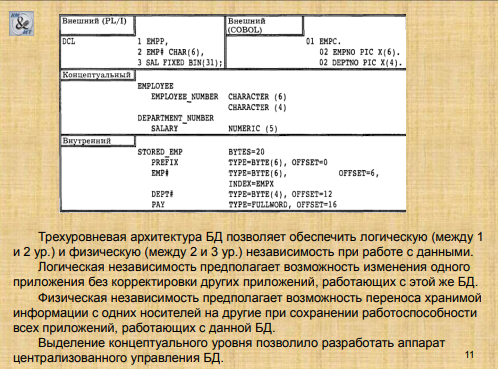 Внешний (PL/I)
Внешний (COBOL)
DCL 1 EMPP,
2 EMP# CHAR(6),
3 SAL FIXED BIN(31);
01 EMPC.
02 EMPNO PIC X(6).
02 DEPTNO PIC X(4).
Концептуальный
EMPLOYEE
EMPLOYEE_NUMBER CHARACTER (6)
CHARACTER (4)
DEPARTMENT_NUMBER
SALARY NUMERIC (5)
Внутренний
STORED_EMP BYTES=20
PREFIX TYPE=BYTE(6), OFFSET=0
EMP# TYPE=BYTE(6), OFFSET=6,
INDEX=EMPX
DEPT# TYPE=BYTE(4), OFFSET=12
PAY TYPE=FULLWORD, OFFSET=16
Трехуровневая архитектура БД позволяет обеспечить логическую (между 1
и 2 ур.) и физическую (между 2 и 3 ур.) независимость при работе с данными.
Логическая независимость предполагает возможность изменения одного
приложения без корректировки других приложений, работающих с этой же БД.
Физическая независимость предполагает возможность переноса хранимой
информации с одних носителей на другие при сохранении работоспособности
всех приложений, работающих с данной БД.
Выделение концептуального уровня позволило разработать аппарат
централизованного управления БД.
11